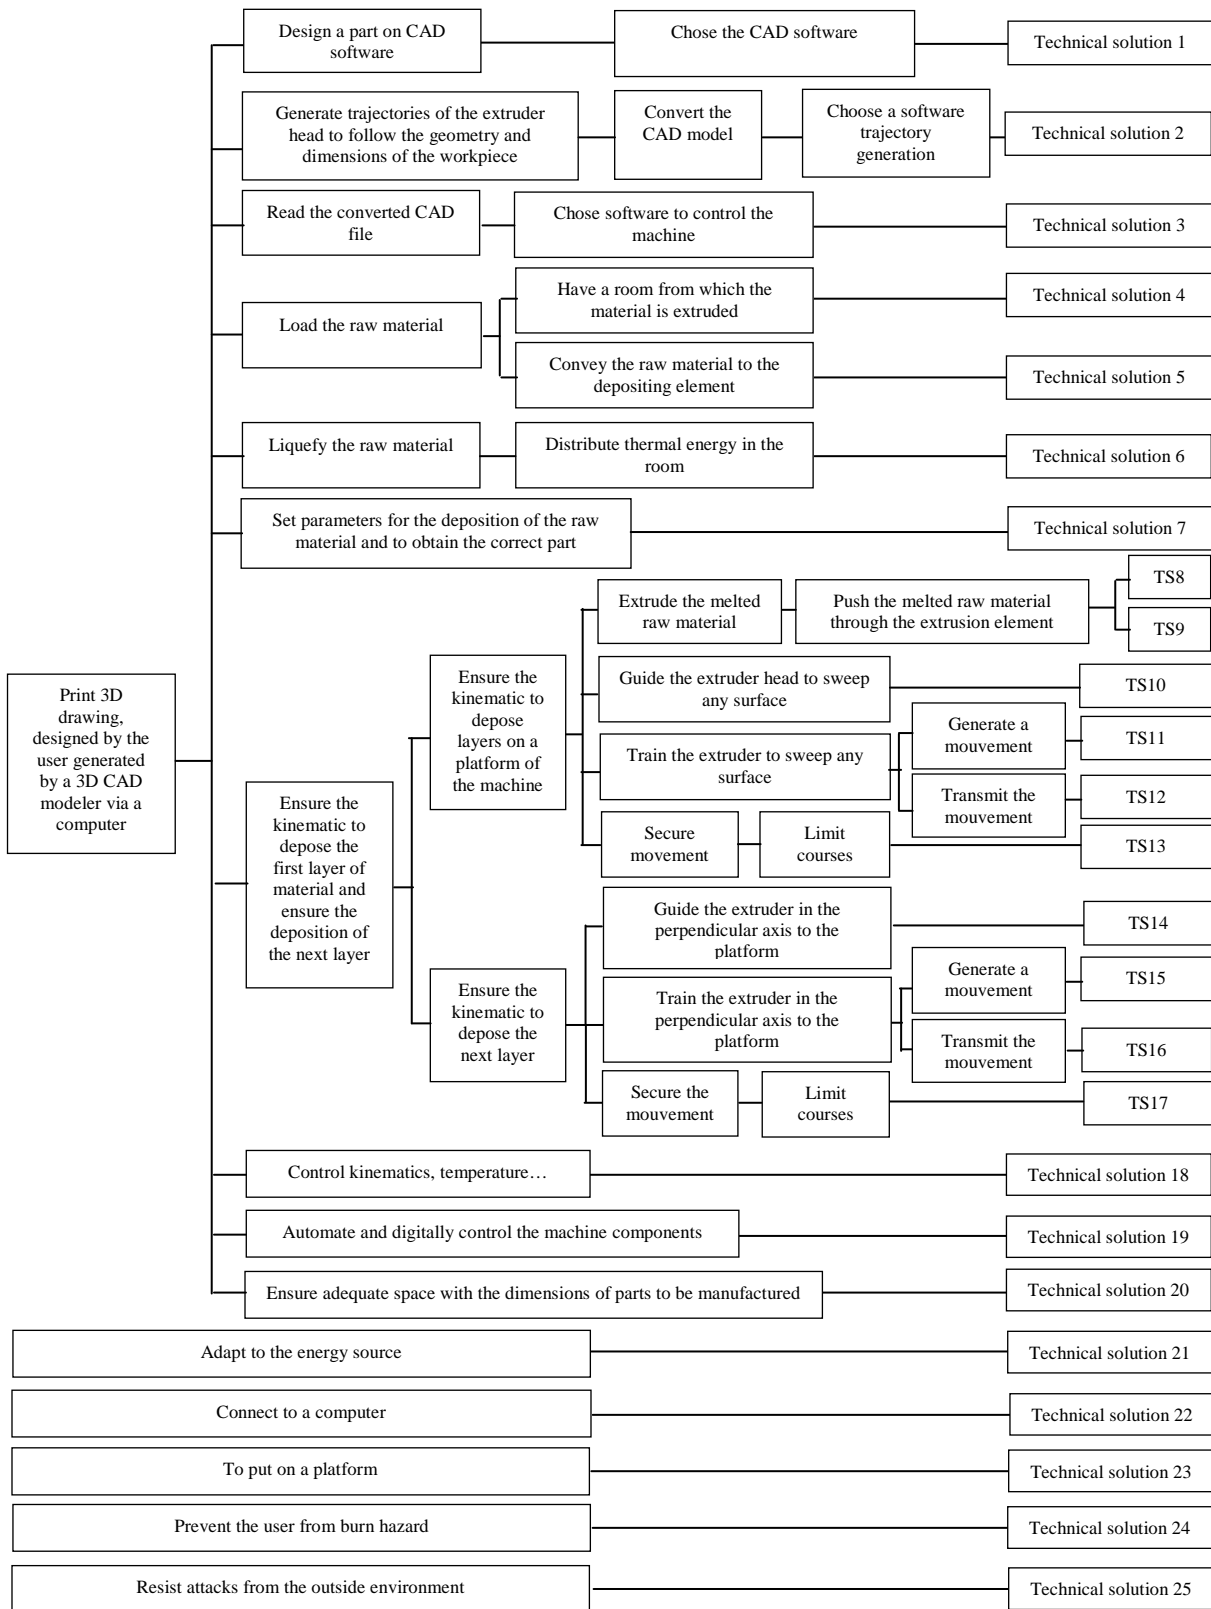 Design a part on CAD
software
Chose the CAD software
Technical solution 1
Generate trajectories of the extruder
head to follow the geometry and
dimensions of the workpiece
Convert the
CAD model
Choose a software
trajectory
generation
Technical solution 2
Read the converted CAD
file
Chose software to control the
machine
Technical solution 3
Load the raw material
Have a room from which the
material is extruded
Technical solution 4
Convey the raw material to the
depositing element
Technical solution 5
Liquefy the raw material
Distribute thermal energy in the
room
Technical solution 6
Set parameters for the deposition of the raw
material and to obtain the correct part
Technical solution 7
Print 3D
drawing,
designed by the
user generated
by a 3D CAD
modeler via a
computer
Ensure the
kinematic to
depose the
first layer of
material and
ensure the
deposition of
the next layer
Ensure the
kinematic to
depose
layers on a
platform of
the machine
Extrude the melted
raw material
Push the melted raw material
through the extrusion element
TS8
TS9
Guide the extruder head to sweep
any surface
TS10
Train the extruder to sweep any
surface
Generate a
mouvement
TS11
Transmit the
mouvement
TS12
Secure
movement
Limit
courses
TS13
Ensure the
kinematic to
depose the
next layer
Guide the extruder in the
perpendicular axis to the
platform
TS14
Train the extruder in the
perpendicular axis to the
platform
Generate a
mouvement
TS15
Transmit the
mouvement
TS16
Secure the
mouvement
Limit
courses
TS17
Control kinematics, temperature…
Technical solution 18
Automate and digitally control the machine components
Technical solution 19
Ensure adequate space with the dimensions of parts to be manufactured
Technical solution 20
Adapt to the energy source
Technical solution 21
Connect to a computer
Technical solution 22
To put on a platform
Technical solution 23
Prevent the user from burn hazard
Technical solution 24
Resist attacks from the outside environment
Technical solution 25